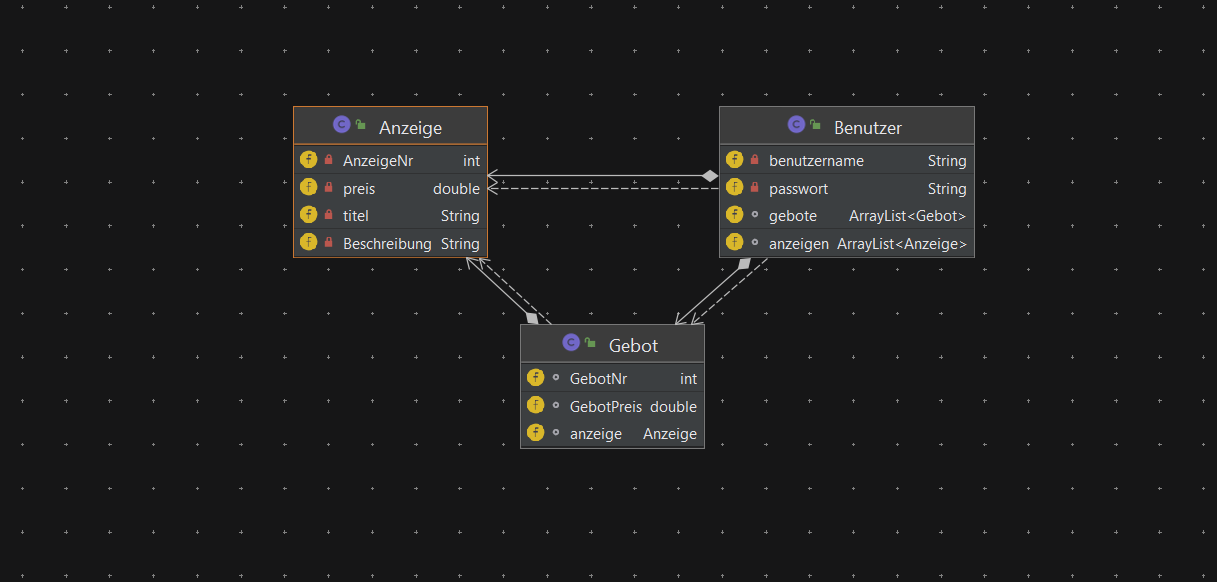 Anzeige
AnzeigeNr int
preis double
titel String
Beschreibung String
Benutzer
benutzername String
passwort String
gebote ArrayList<Gebot>
anzeigen ArrayList<Anzeige>
Gebot
GebotNr int
GebotPreis double
anzeige Anzeige